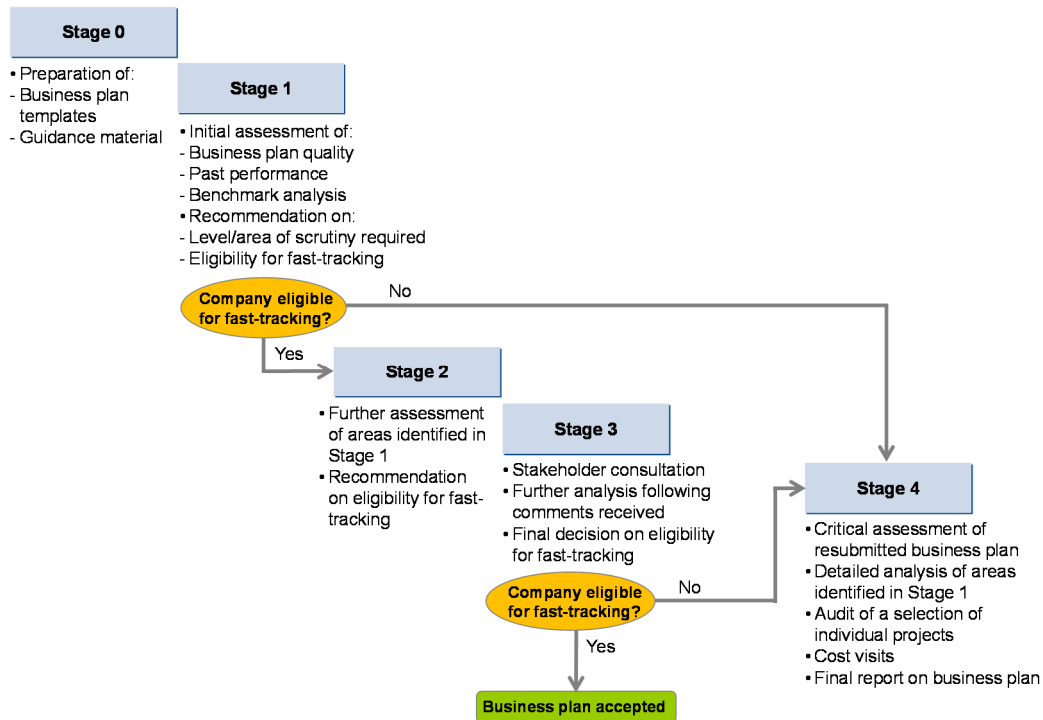 Stage 0
• Preparation of:
- Business plan
templates
- Guidance material
Stage 1
• Initial assessment of:
- Business plan quality
- Past performance
- Benchmark analysis
• Recommendation on:
- Level/area of scrutiny required
- Eligibility for fast-tracking
Company eligible
for fast-tracking?
No
Yes
Stage 2
• Further assessment
of areas identified in
Stage 1
• Recommendation
on eligibility for fast-
tracking
Stage 3
• Stakeholder consultation
• Further analysis following
comments received
• Final decision on eligibility
for fast-tracking
Company eligible
for fast-tracking?
No
Yes
Business plan accepted
Stage 4
• Critical assessment of
resubmitted business plan
• Detailed analysis of areas
identified in Stage 1
• Audit of a selection of
individual projects
• Cost visits
• Final report on business plan